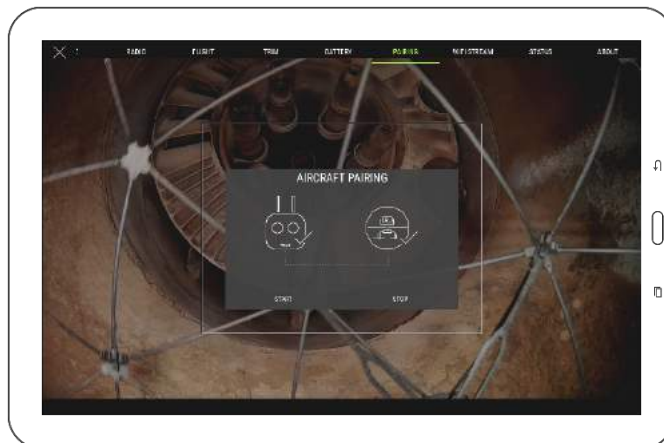 RADIO FLIGHT TRIM BATTERY PAIRING WIFI STREAM STATUS ABOUT
AIRCRAFT PAIRING
START STOP